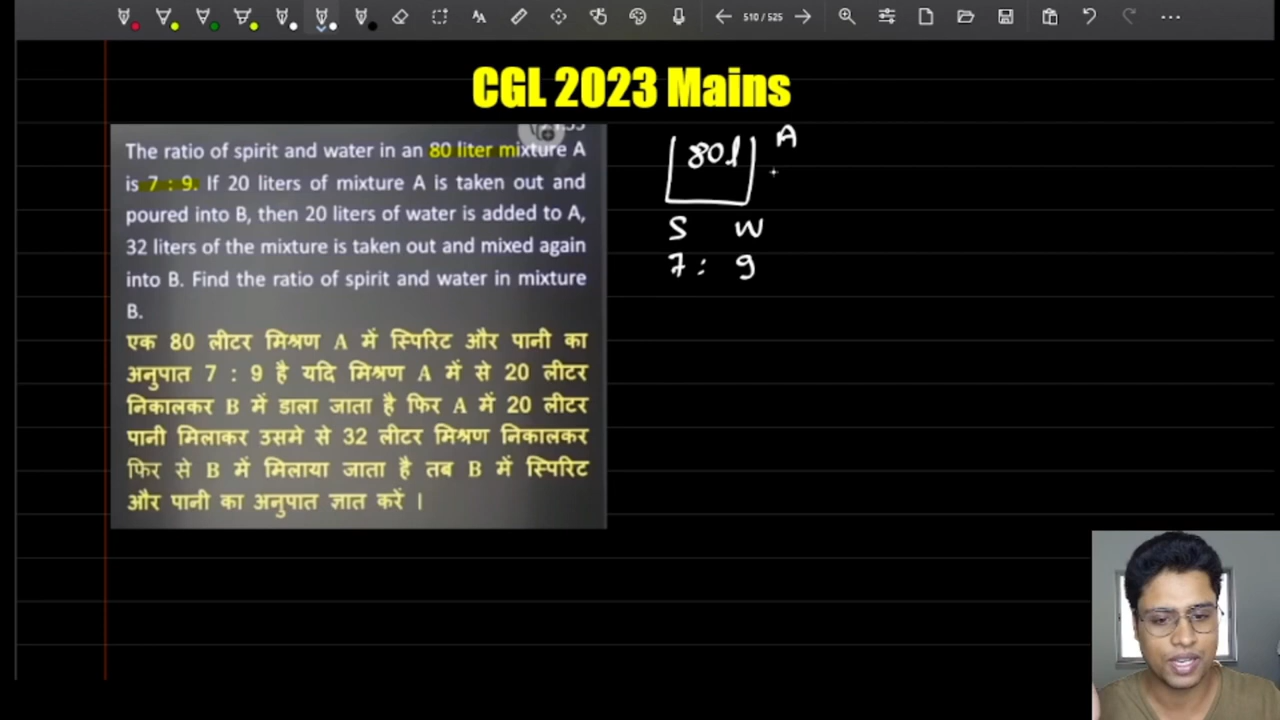 510 / 525
CGL 2023 Mains
The ratio of spirit and water in an 80 liter mixture A
is 7 : 9. If 20 liters of mixture A is taken out and
poured into B, then 20 liters of water is added to A,
32 liters of the mixture is taken out and mixed again
into B. Find the ratio of spirit and water in mixture
B.
एक 80 लीटर मिश्रण A में स्पिरिट और पानी का
अनुपात 7 : 9 है यदि मिश्रण A में से 20 लीटर
निकालकर B में डाला जाता है फिर A में 20 लीटर
पानी मिलाकर उसमे से 32 लीटर मिश्रण निकालकर
फिर से B में मिलाया जाता है तब B में स्पिरिट
और पानी का अनुपात ज्ञात करें ।
80l A
S W
7 : 9